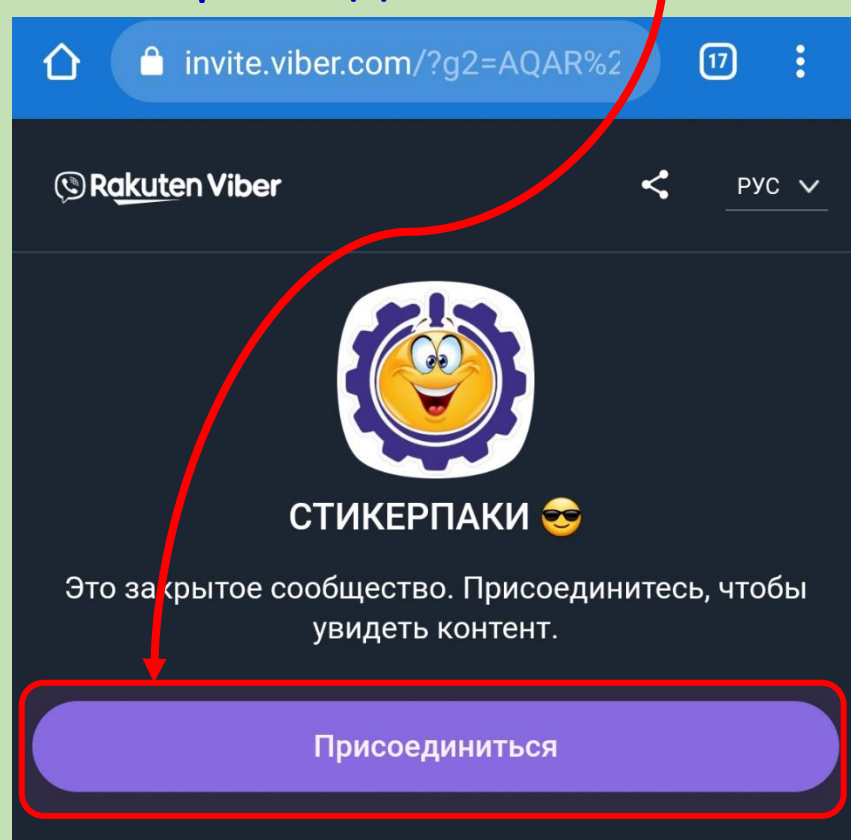 invite.viber.com/?g2=AQAR%2
17
Rakuten Viber
РУС
СТИКЕРПАКИ 😎
Это закрытое сообщество. Присоединитесь, чтобы
увидеть контент.
Присоединиться